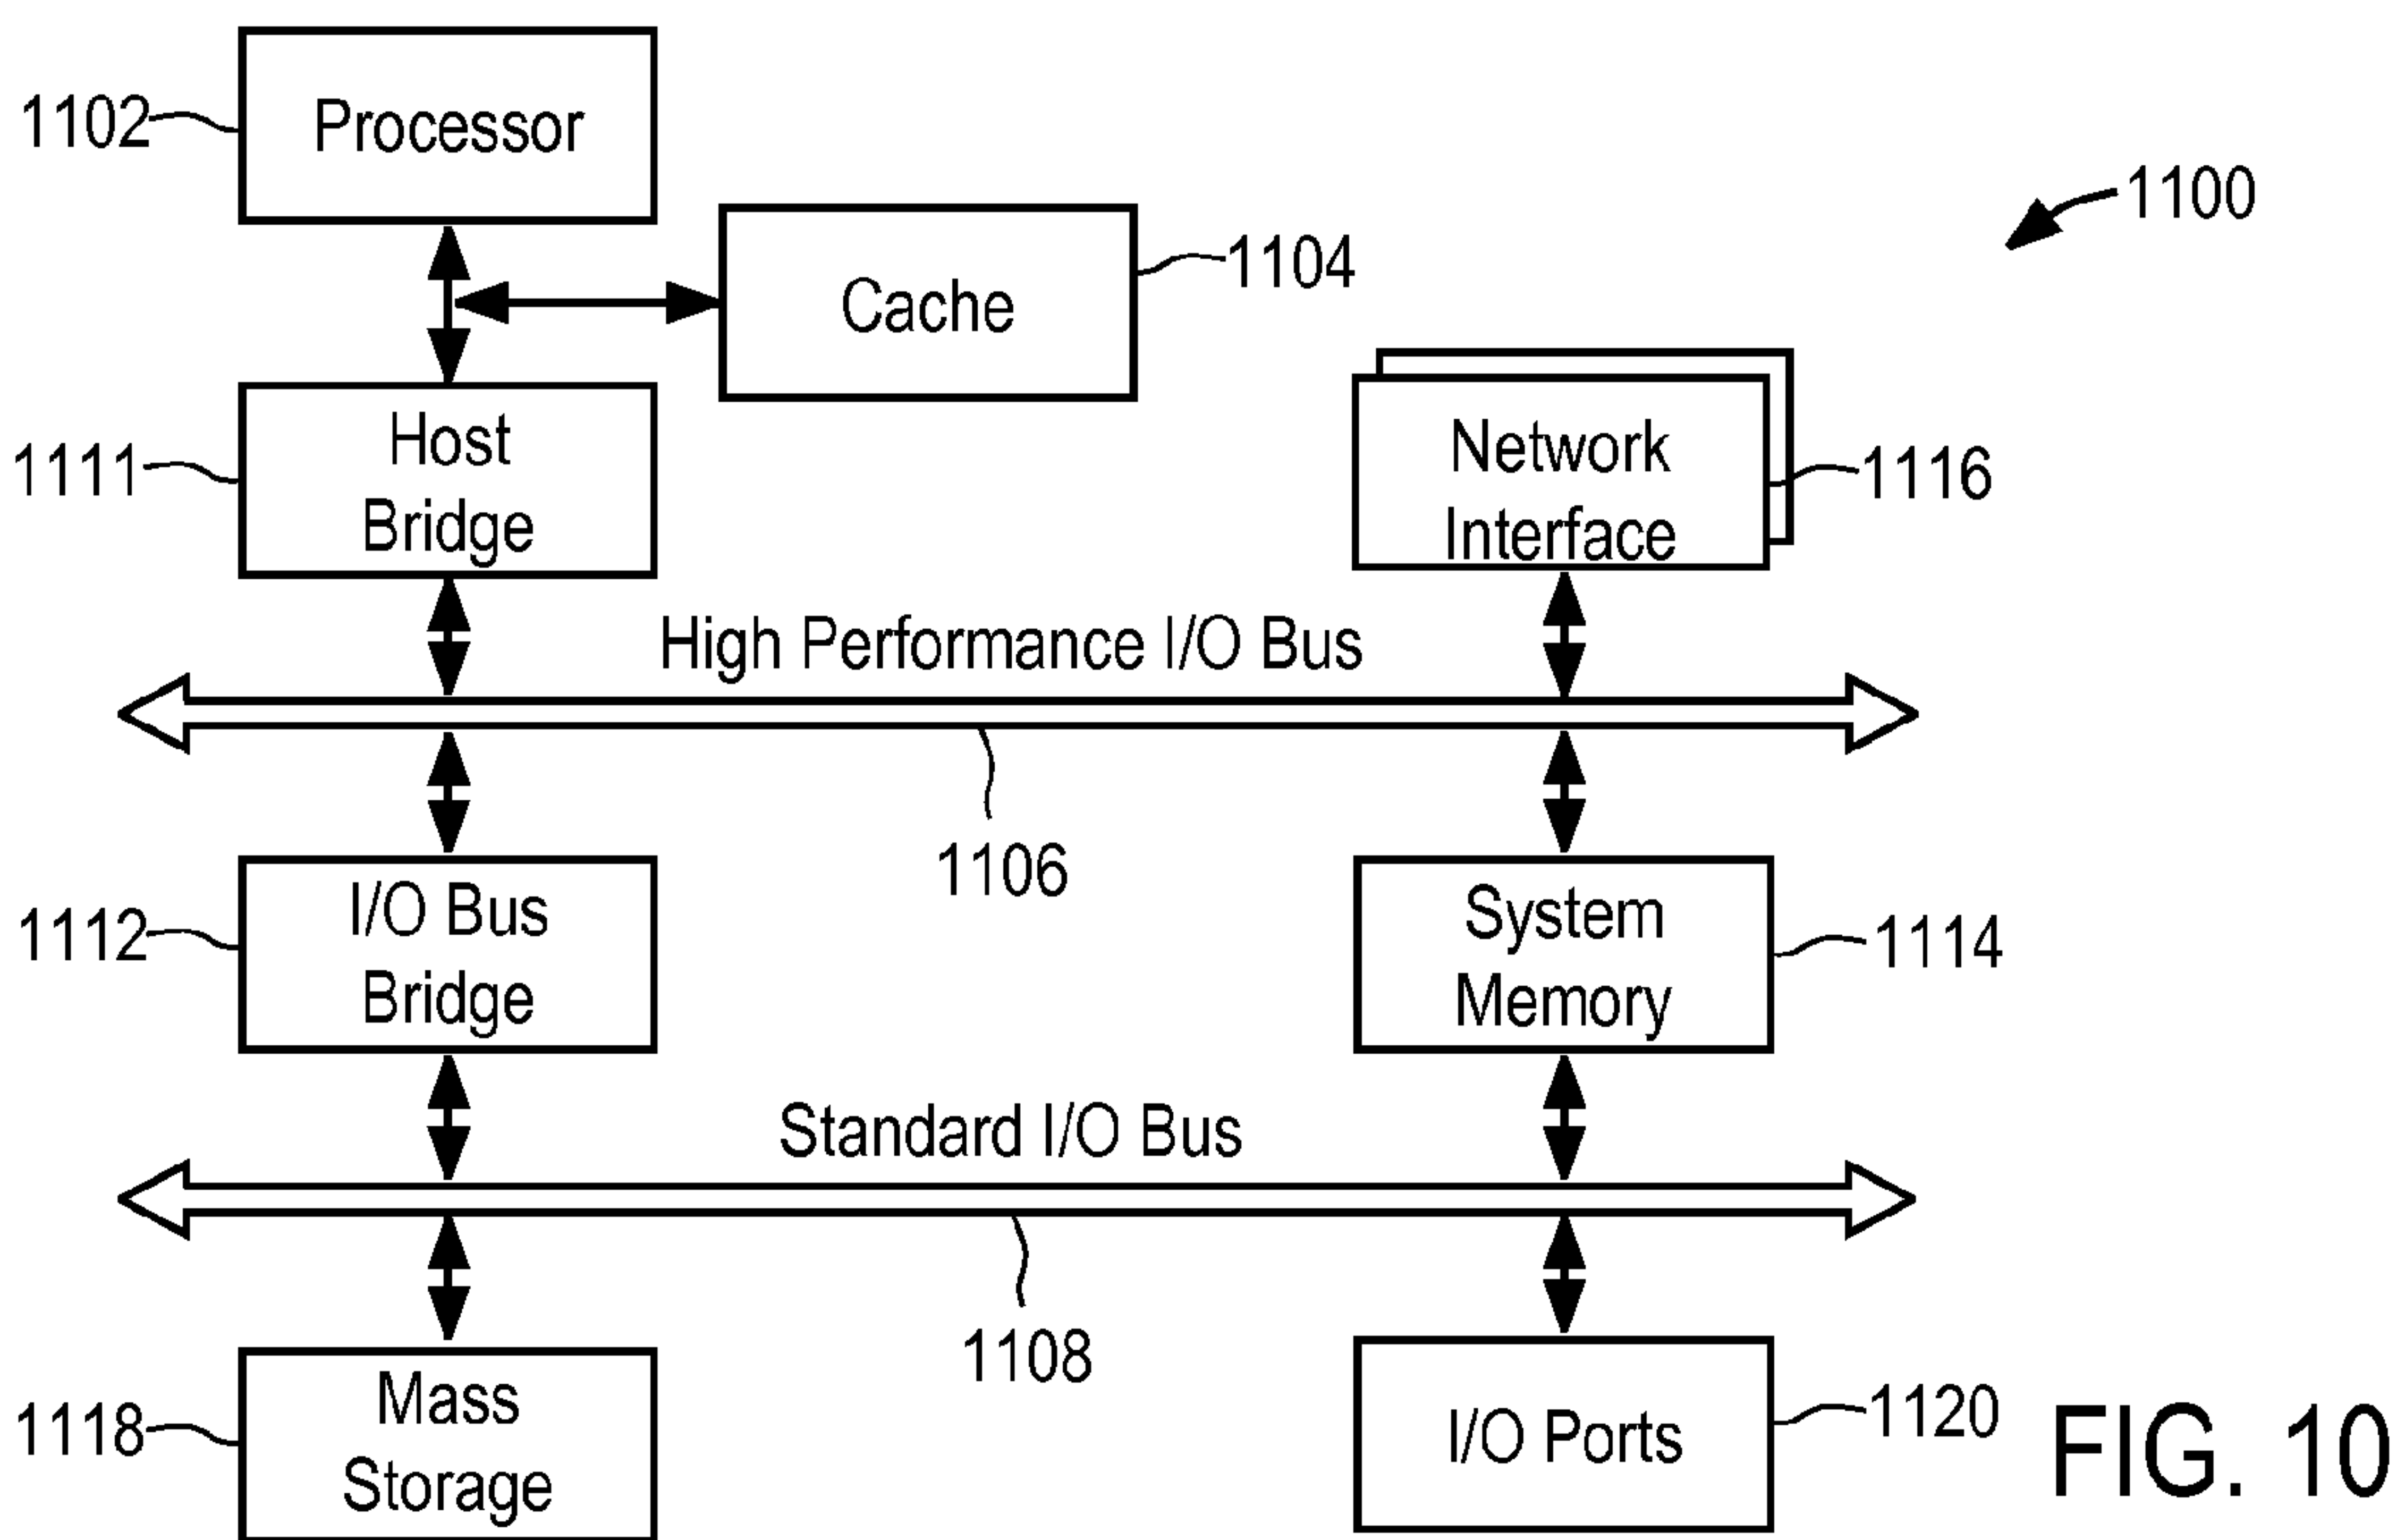 1102
Processor
1100
1104
Cache
1111
Host
Bridge
Network
Interface
1116
High Performance I/O Bus
1106
1112
I/O Bus
Bridge
System
Memory
1114
Standard I/O Bus
1108
1118
Mass
Storage
I/O Ports
1120
FIG. 10